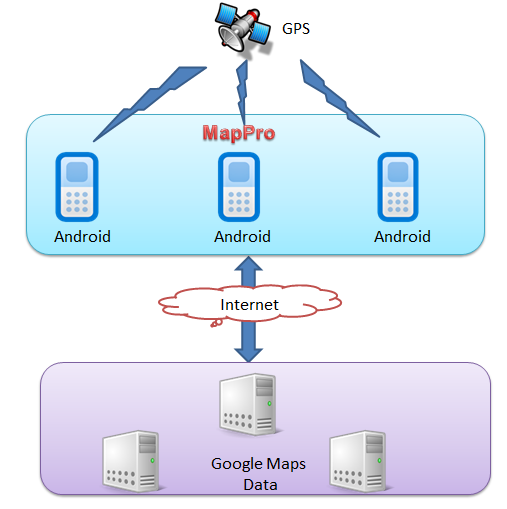 GPS
MapPro
Android
Android
Android
Internet
Google Maps
Data